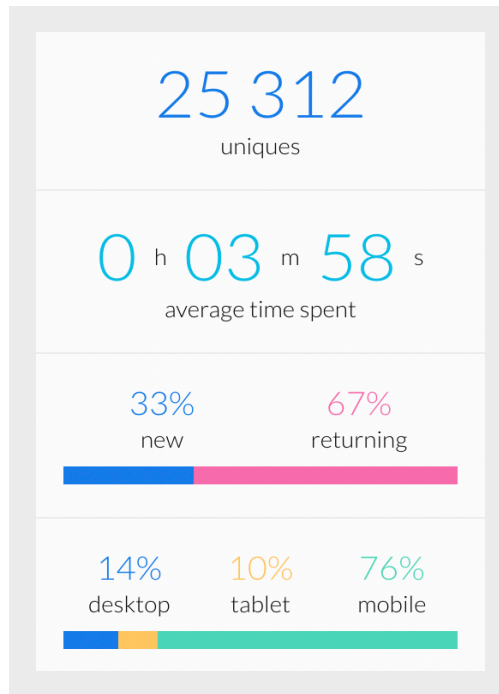 25 312
uniques
0 h 03 m 58 s
average time spent
33% 67%
new returning
14% 10% 76%
desktop tablet mobile